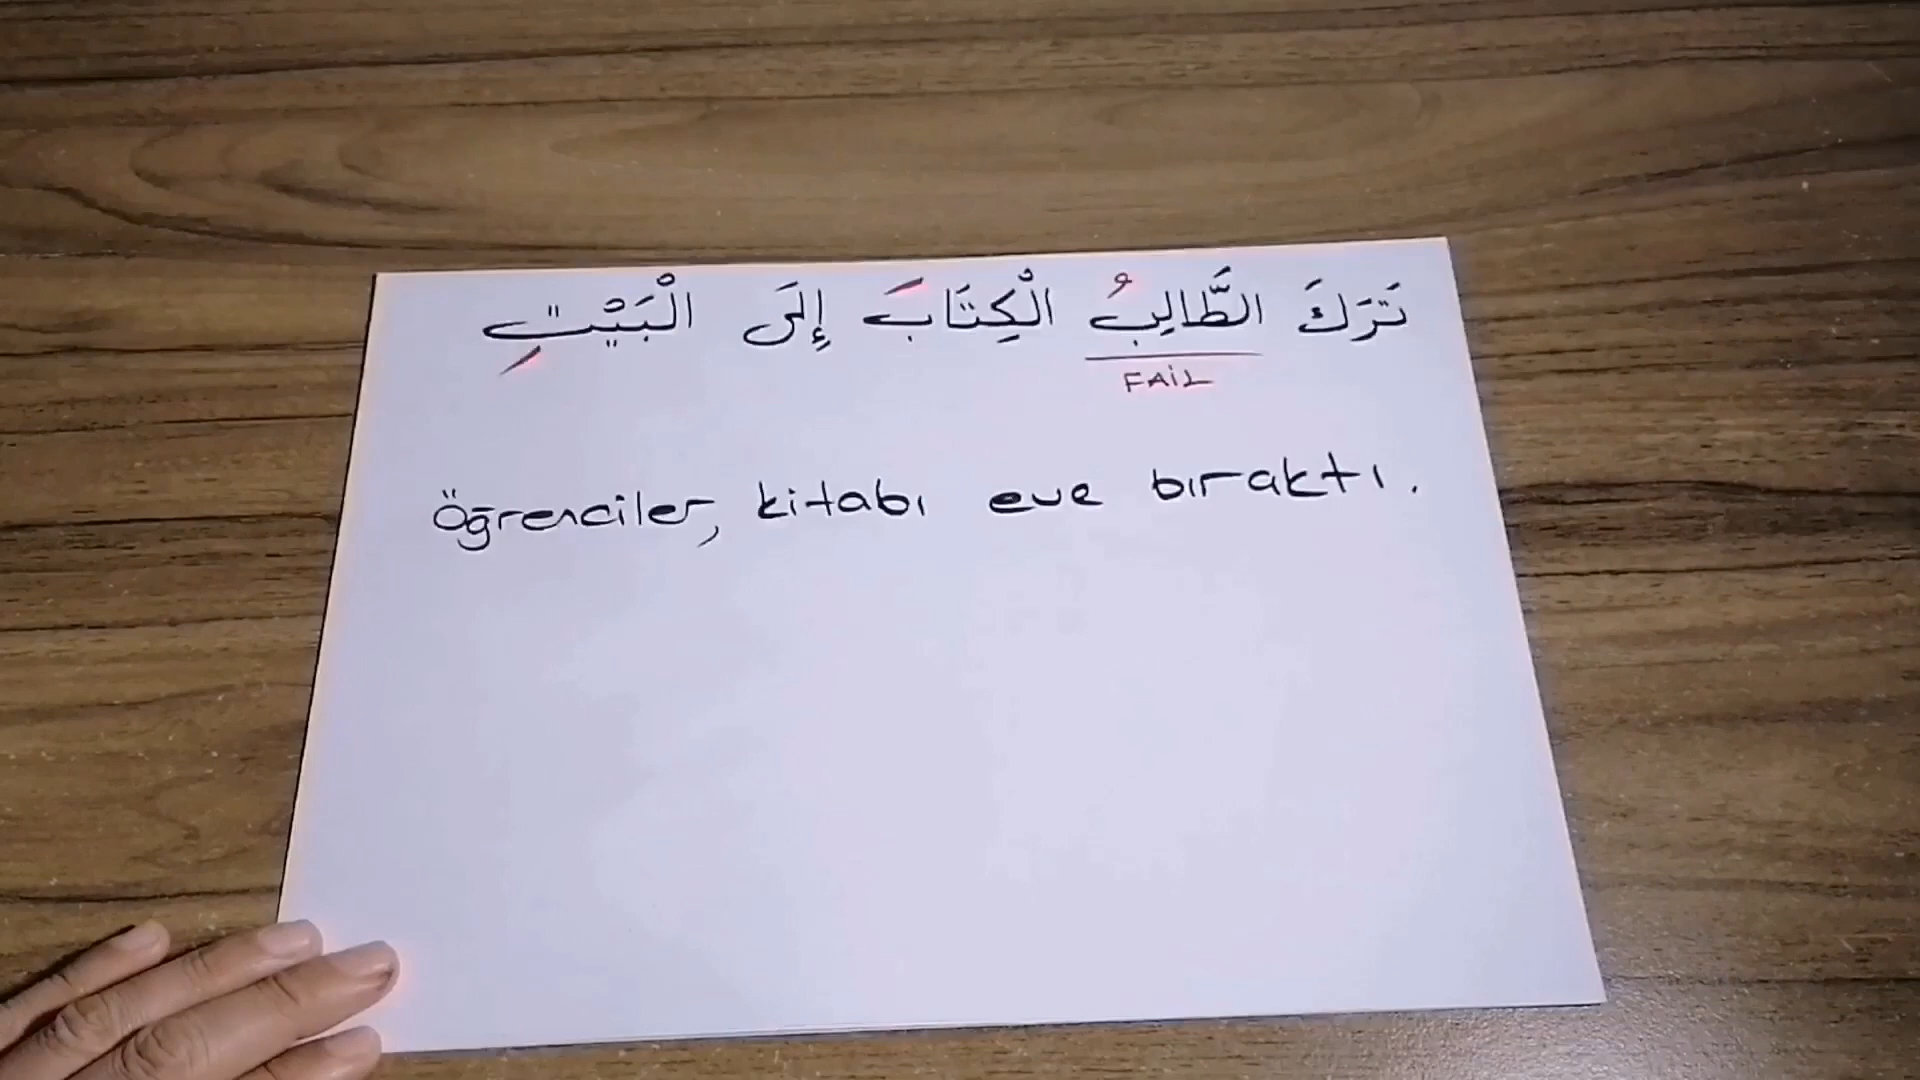 تَرَكَ الطَّالِبُ الْكِتَابَ إِلَى الْبَيْتِ
FAİL
Öğrenciler, kitabı eve bıraktı.